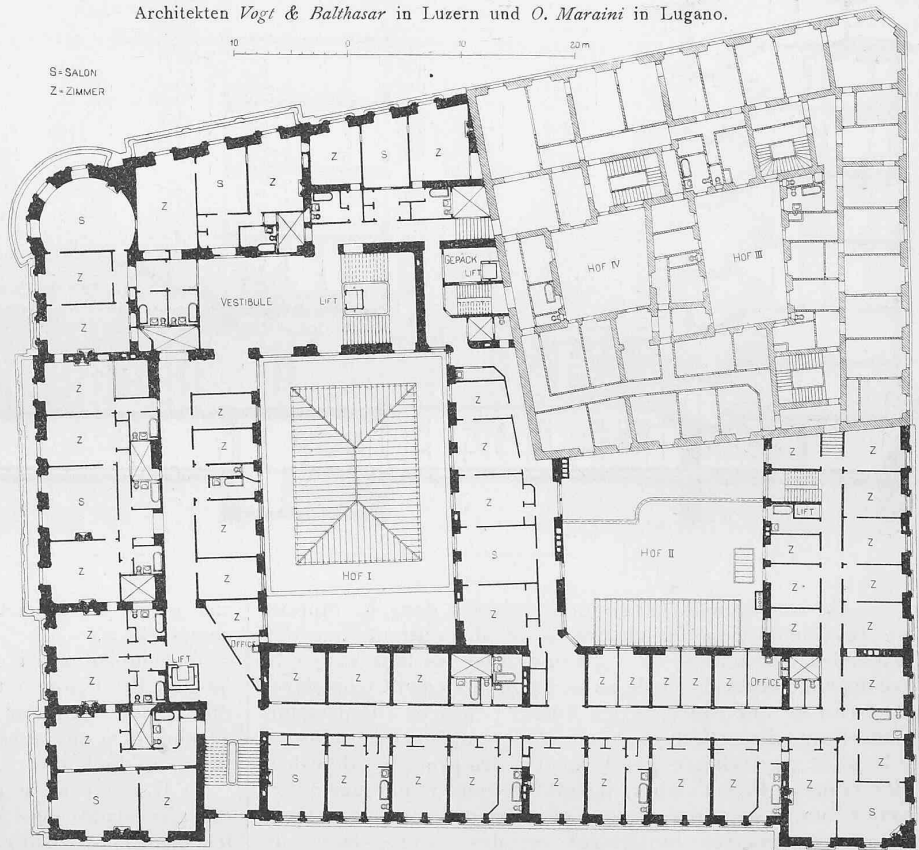 Architekten Vogt & Balthasar in Luzern und O. Maraini in Lugano.
10 0 10 20 m
S=SALON
Z=ZIMMER
Z S Z
Z S Z
S
Z
Z
VESTIBULE
LIFT
GEPÄCK
LIFT
HOF IV
HOF III
Z
Z
S
Z
Z
Z
Z
Z
Z
HOF I
Z
Z
Z
S
HOF II
Z Z
LIFT Z
Z Z
Z Z
Z
Z
Z
LIFT
OFFICE
Z Z Z
Z Z Z Z
OFFICE
Z
S
Z
S Z Z Z Z Z Z Z
Z
Z
S